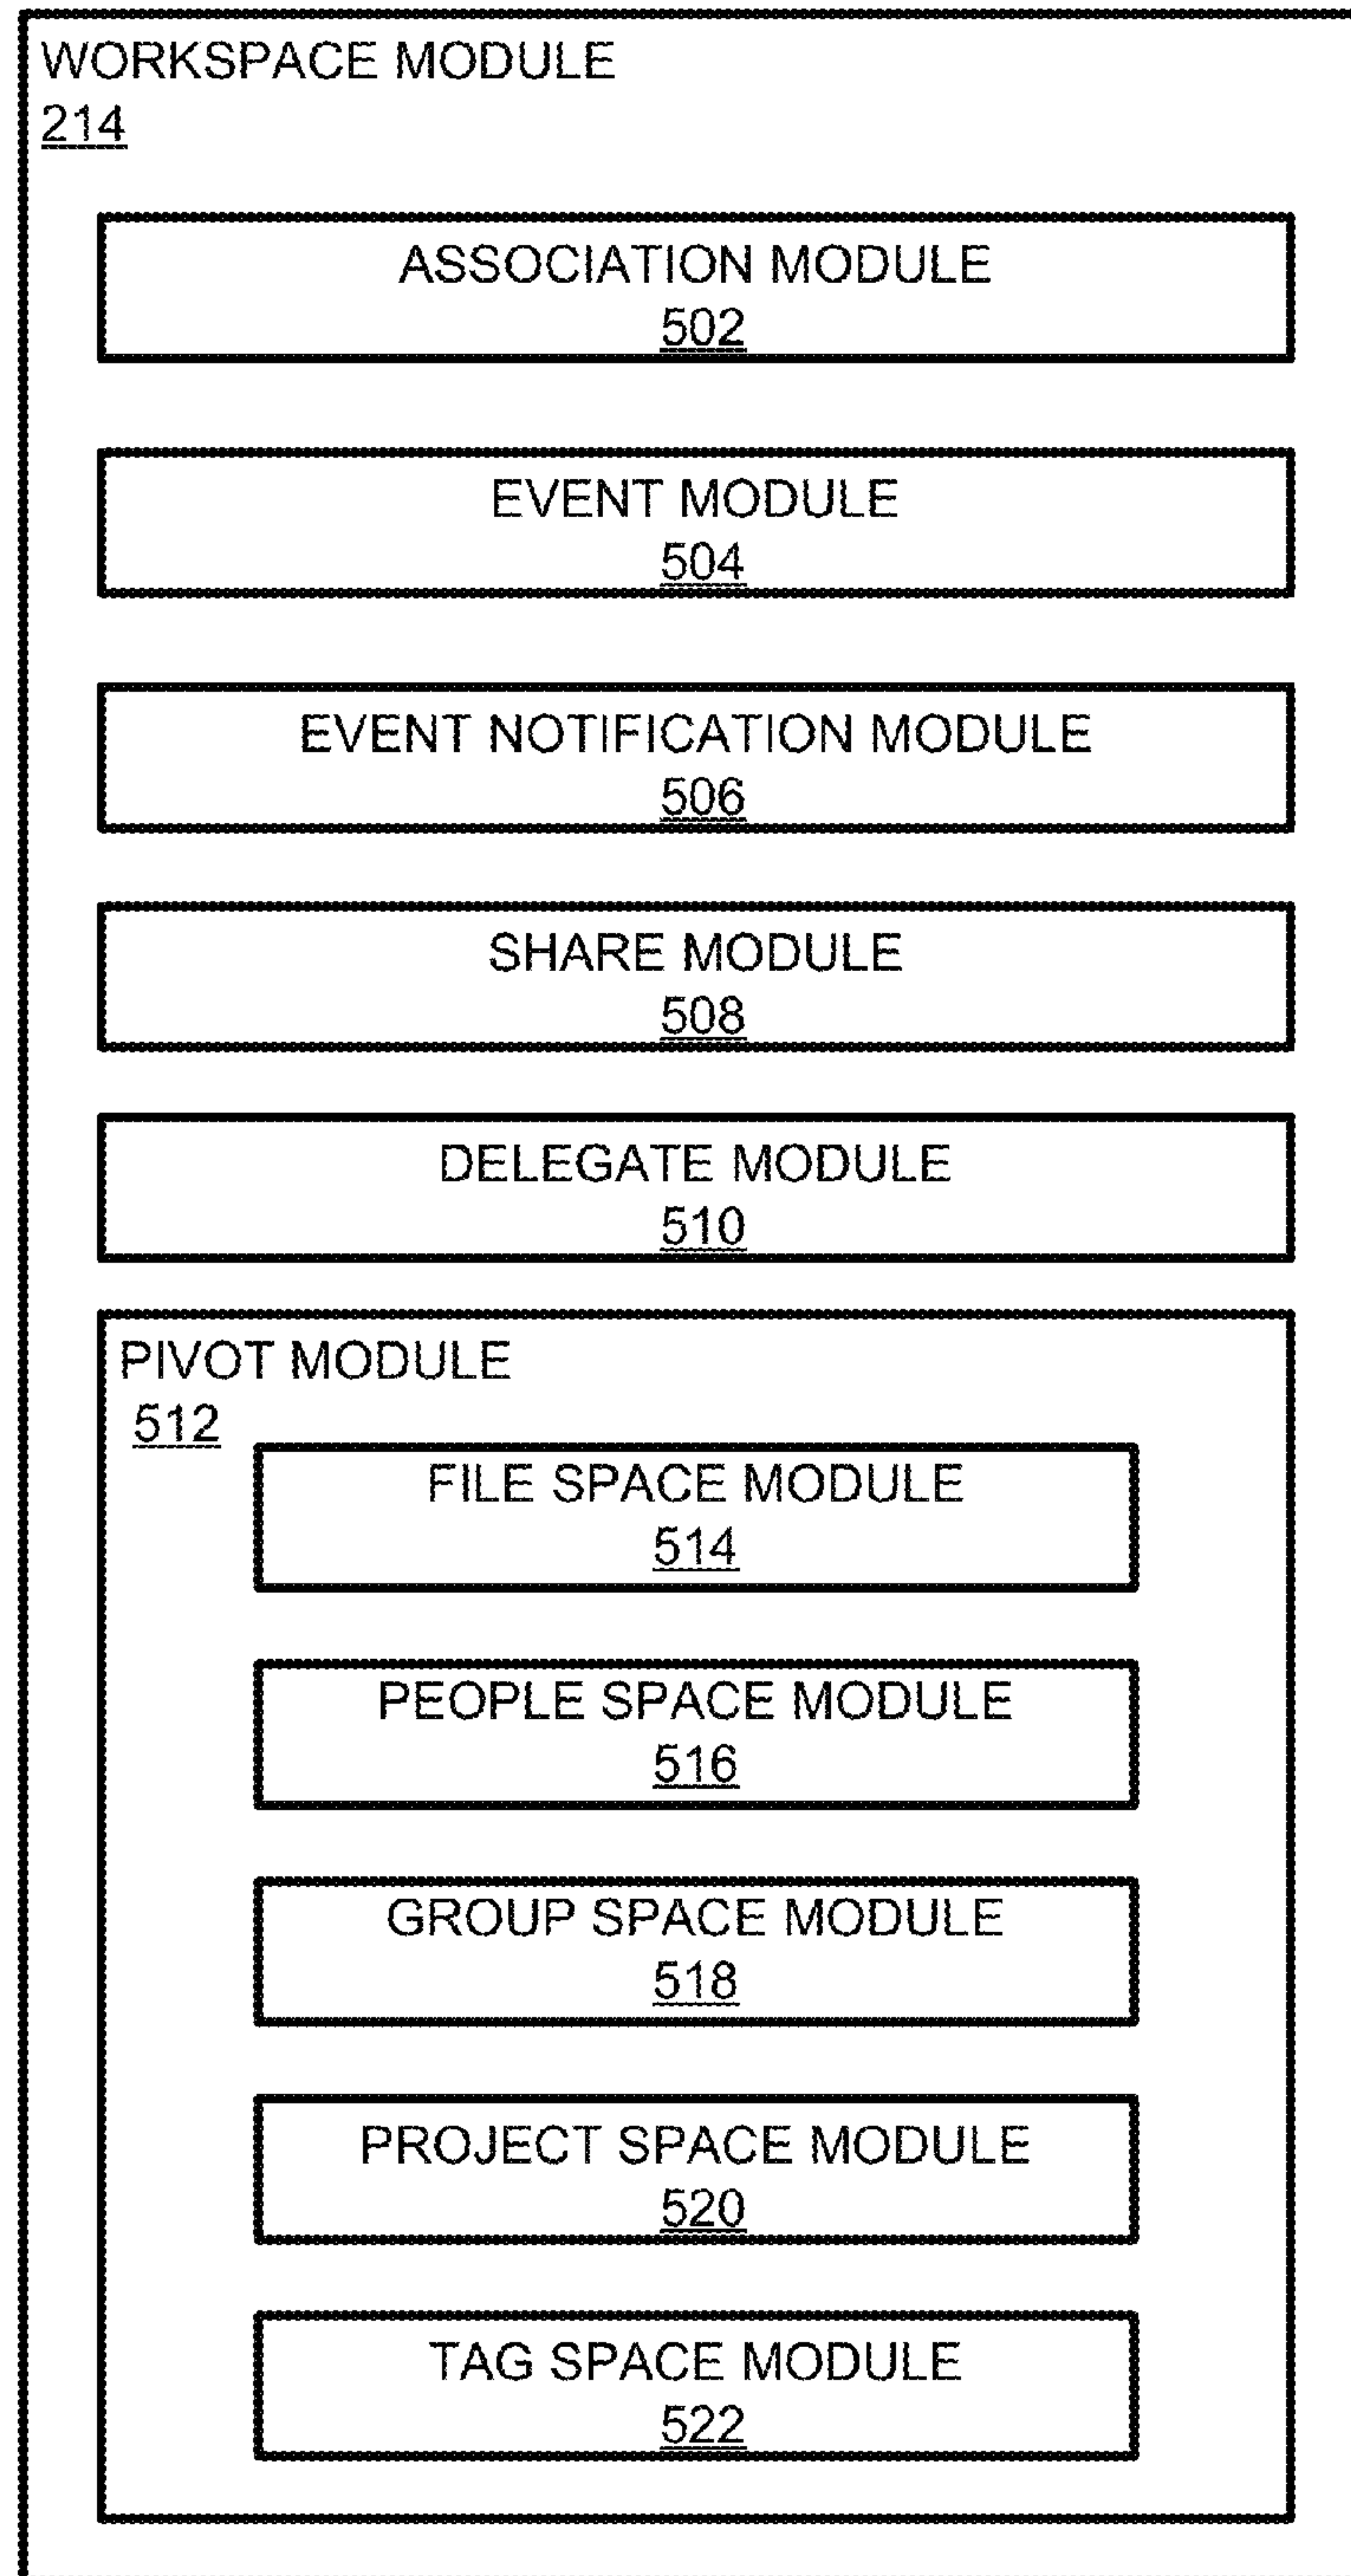 WORKSPACE MODULE
214
ASSOCIATION MODULE
502
EVENT MODULE
504
EVENT NOTIFICATION MODULE
506
SHARE MODULE
508
DELEGATE MODULE
510
PIVOT MODULE
512
FILE SPACE MODULE
514
PEOPLE SPACE MODULE
516
GROUP SPACE MODULE
518
PROJECT SPACE MODULE
520
TAG SPACE MODULE
522